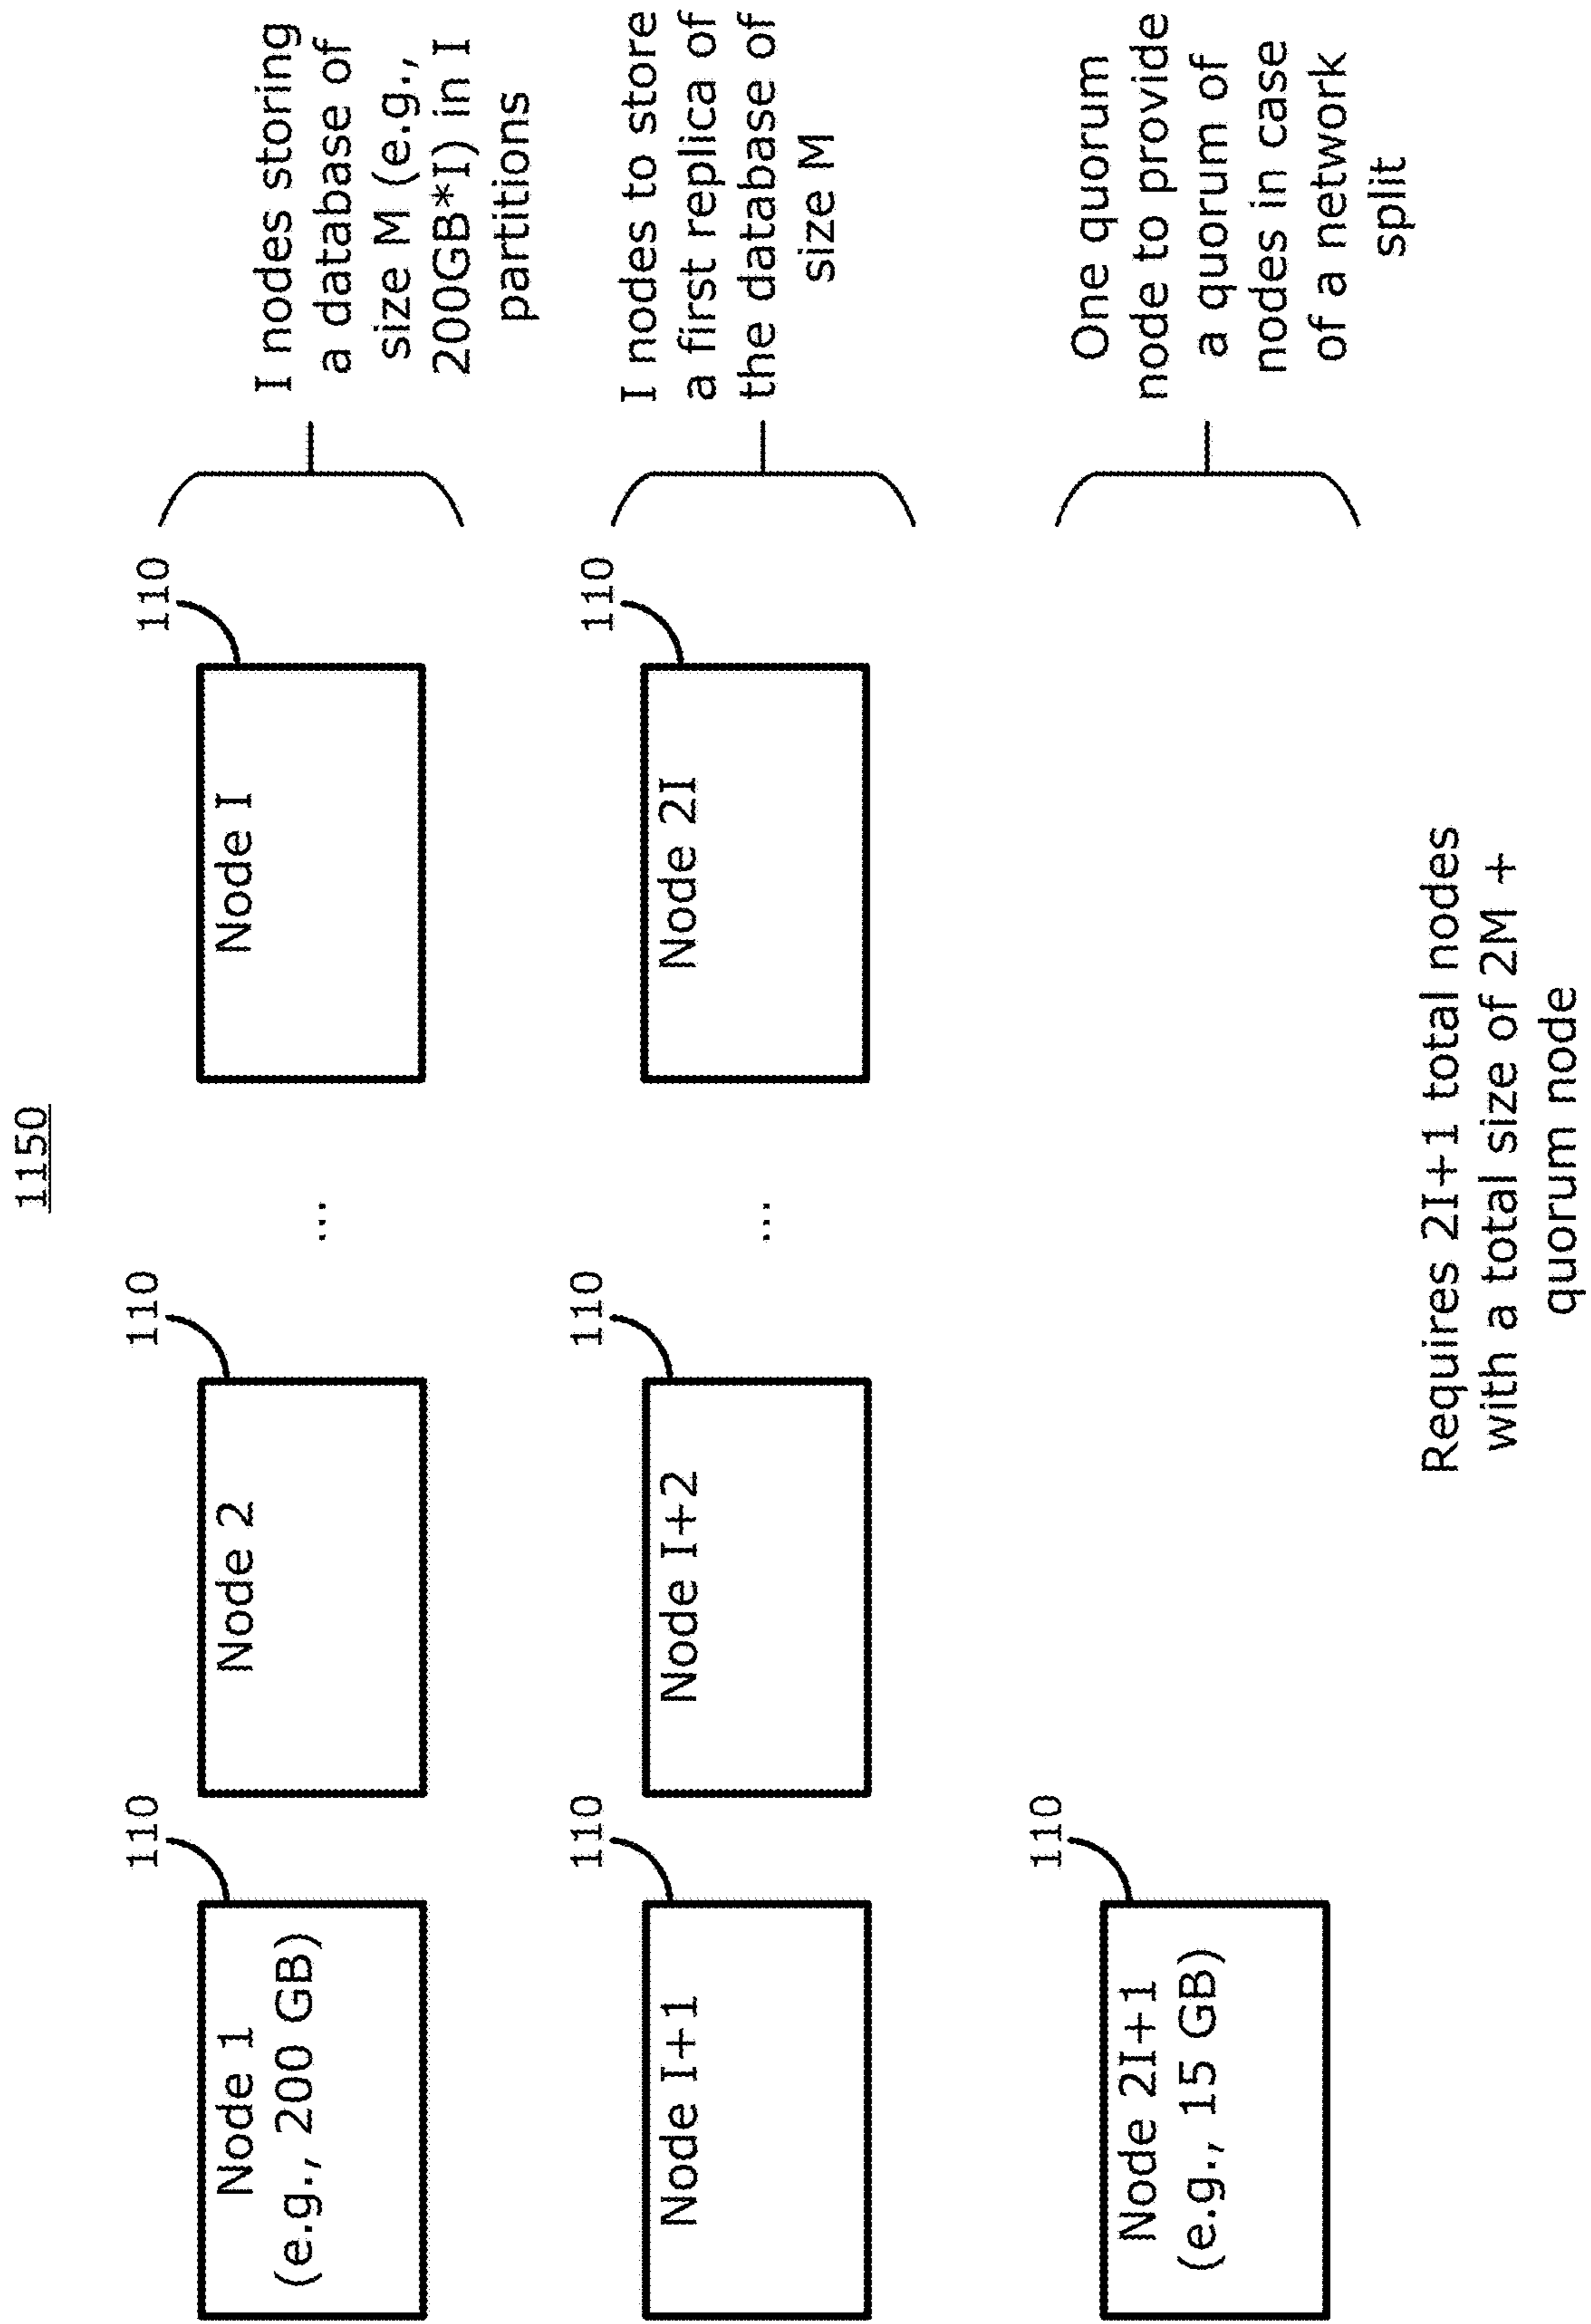 1150
110
110
110
Node 1
(e.g., 200 GB)
Node 2
...
Node I
I nodes storing
a database of
size M (e.g.,
200GB*I) in I
partitions
110
110
110
Node I+1
Node I+2
...
Node 2I
I nodes to store
a first replica of
the database of
size M
110
Node 2I+1
(e.g., 15 GB)
One quorum
node to provide
a quorum of
nodes in case
of a network
split
Requires 2I+1 total nodes
with a total size of 2M +
quorum node